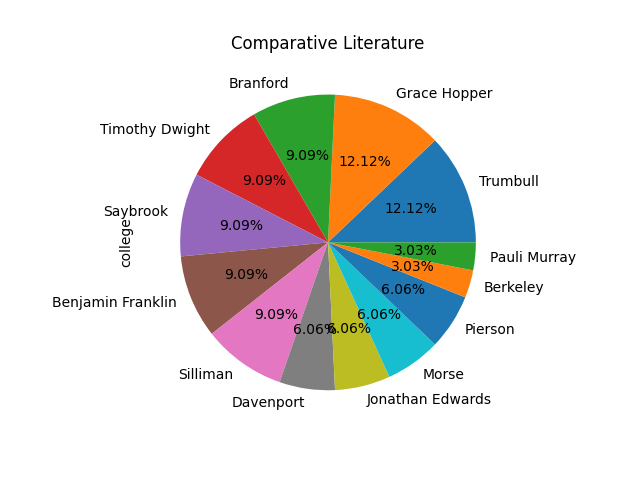 Comparative Literature
Branford
Grace Hopper
Timothy Dwight
9.09%
12.12%
Trumbull
9.09%
12.12%
Saybrook
9.09%
college
3.03%
Pauli Murray
9.09%
3.03%
Berkeley
6.06%
Benjamin Franklin
9.09%
6.06%
6.06%
6.06%
Pierson
Silliman
Morse
Davenport
Jonathan Edwards